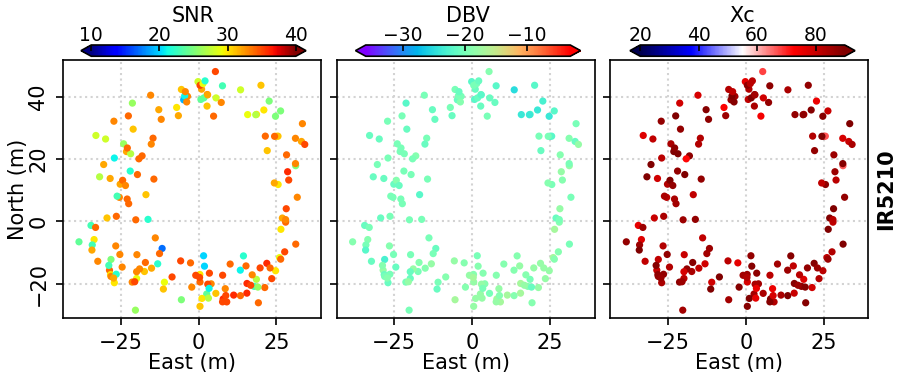 SNR DBV Xc
10 20 30 40 −30 −20 −10 20 40 60 80
40
20
0
−20
North (m)
IR5210
−25 0 25 −25 0 25 −25 0 25
East (m) East (m) East (m)